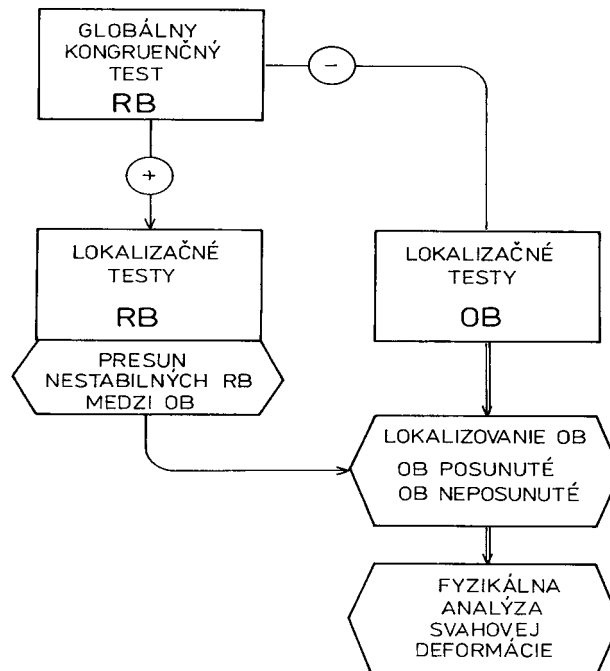 GLOBÁLNY
KONGRUENČNÝ
TEST
RB
−
+
LOKALIZAČNÉ
TESTY
RB
PRESUN
NESTABILNÝCH RB
MEDZI OB
LOKALIZAČNÉ
TESTY
OB
LOKALIZOVANIE OB
OB POSUNUTÉ
OB NEPOSUNUTÉ
FYZIKÁLNA
ANALÝZA
SVAHOVEJ
DEFORMÁCIE